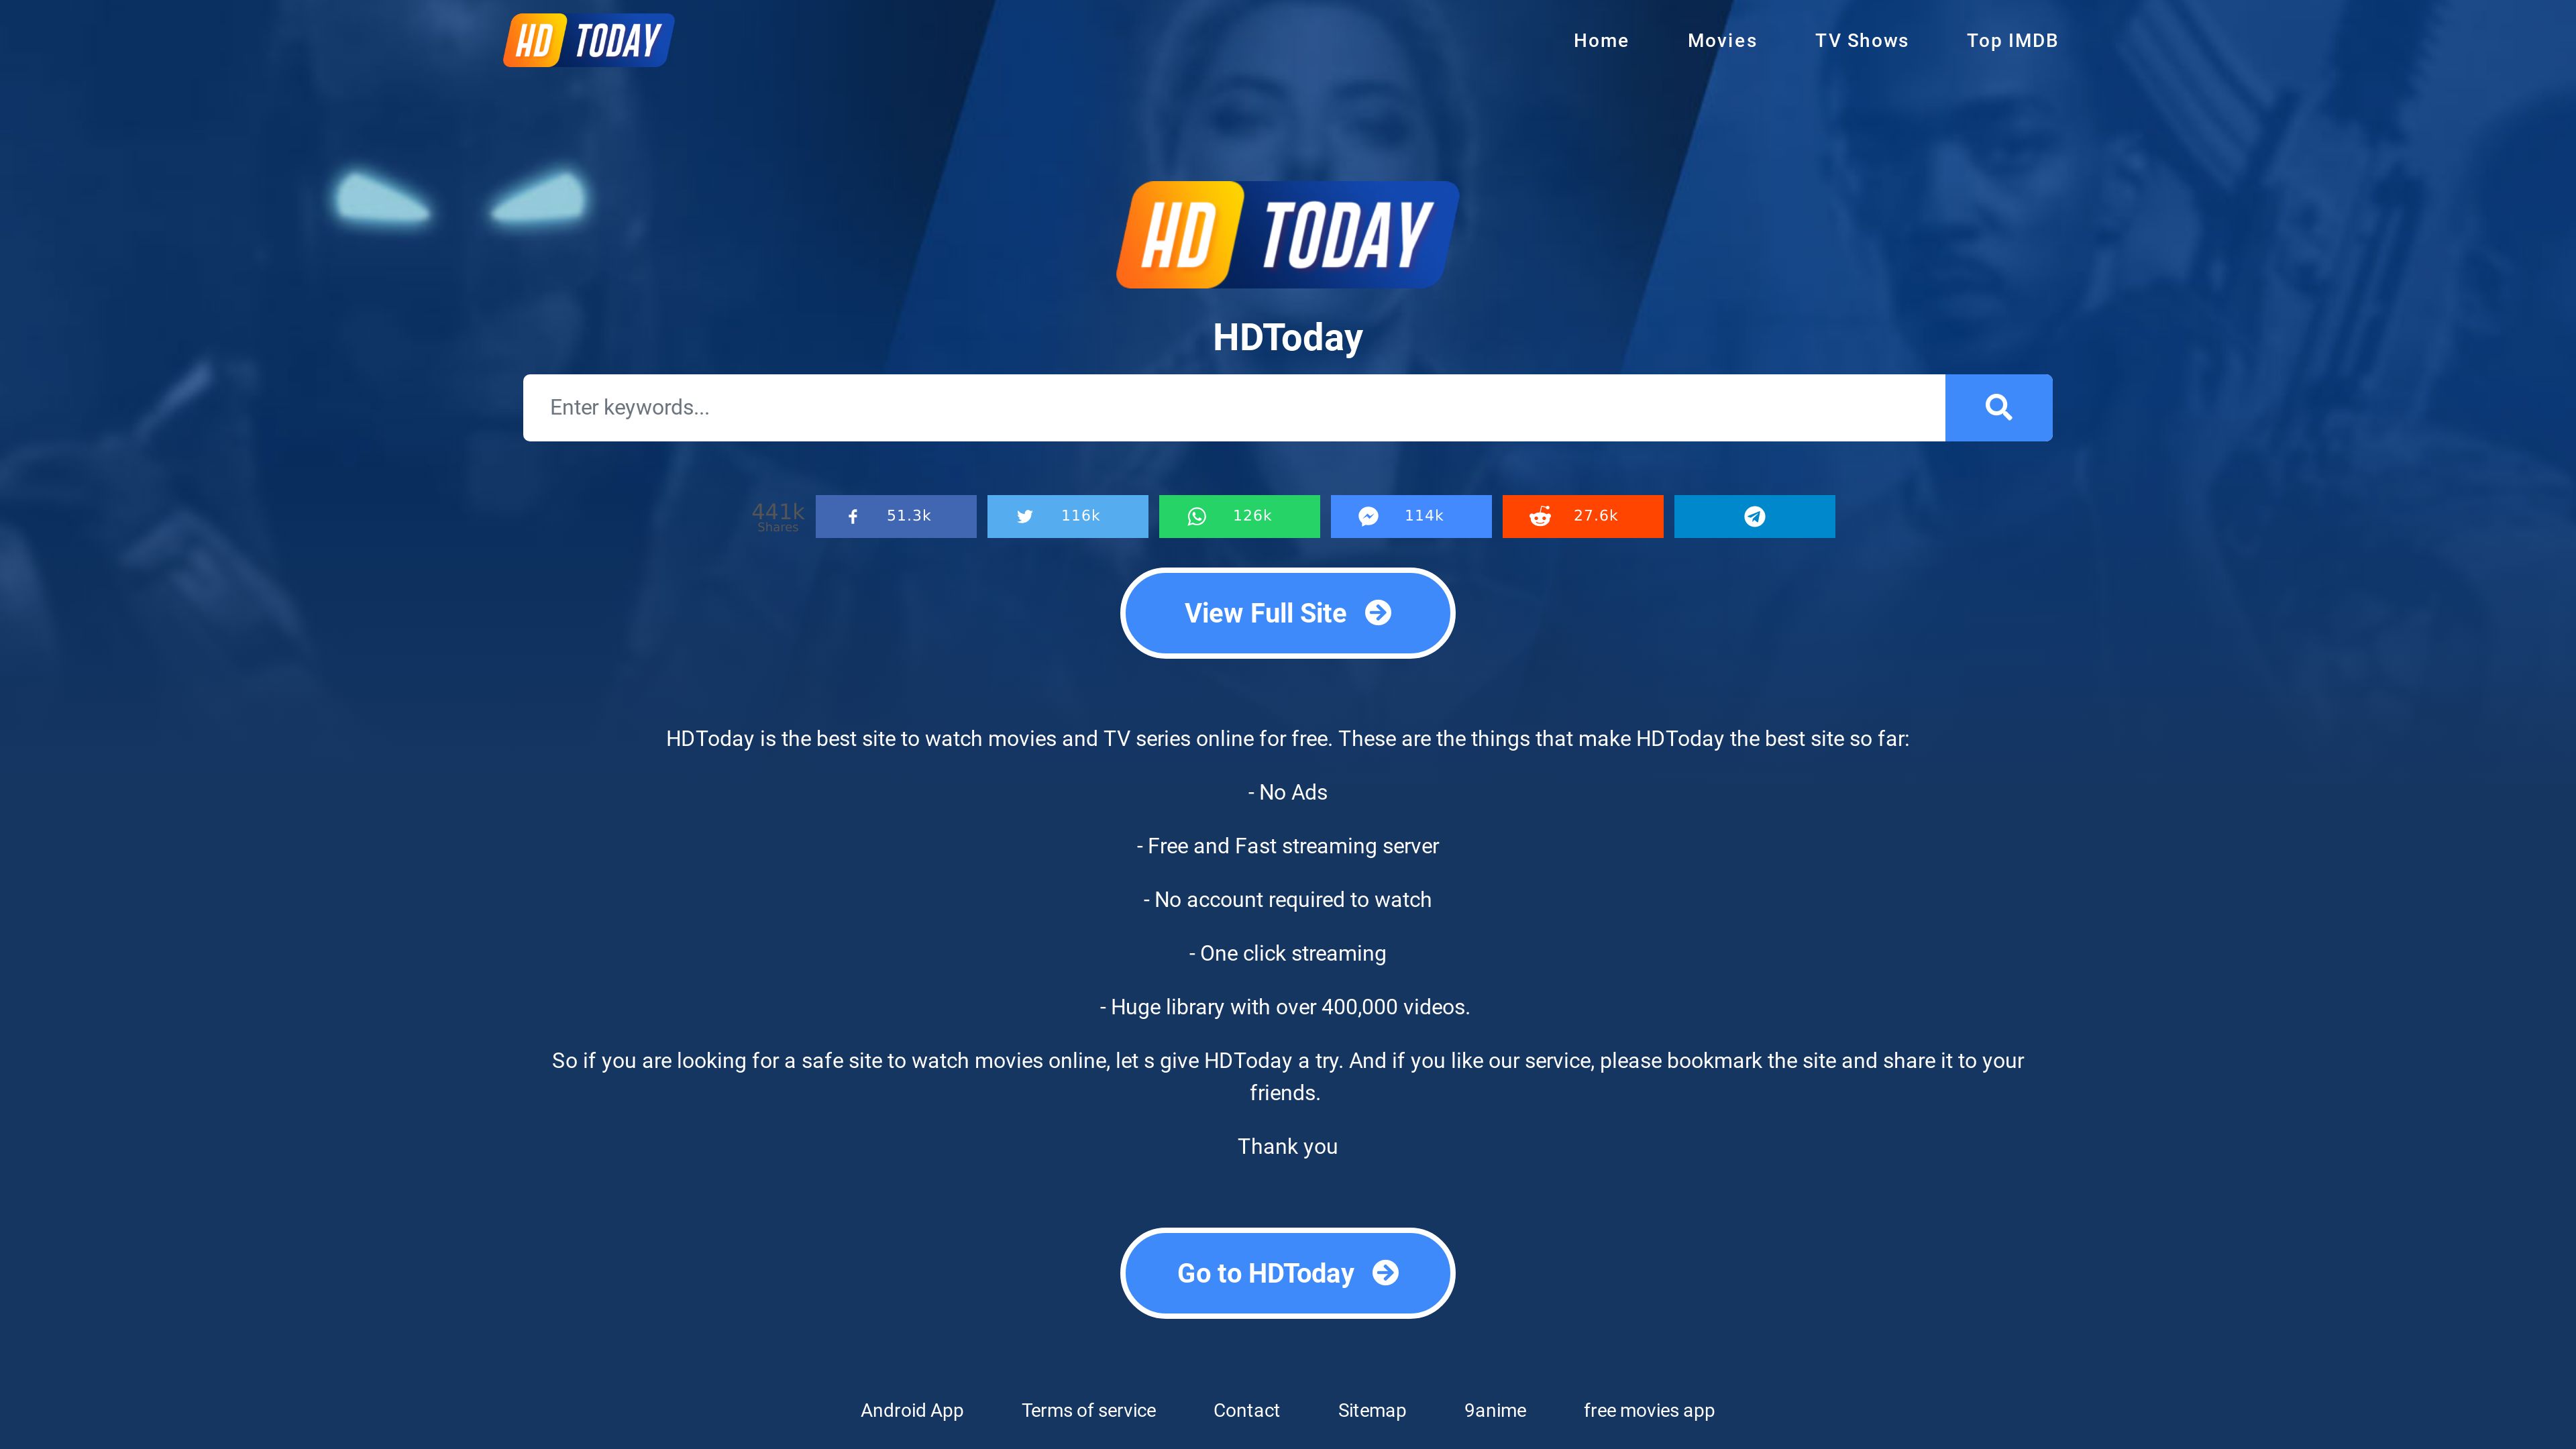 HD TODAY
Home Movies TV Shows Top IMDB
HD TODAY
HDToday
Enter keywords...
441k
Shares
51.3k 116k 126k 114k 27.6k
View Full Site
HDToday is the best site to watch movies and TV series online for free. These are the things that make HDToday the best site so far:
- No Ads
- Free and Fast streaming server
- No account required to watch
- One click streaming
- Huge library with over 400,000 videos.
So if you are looking for a safe site to watch movies online, let s give HDToday a try. And if you like our service, please bookmark the site and share it to your
friends.
Thank you
Go to HDToday
Android App Terms of service Contact Sitemap 9anime free movies app